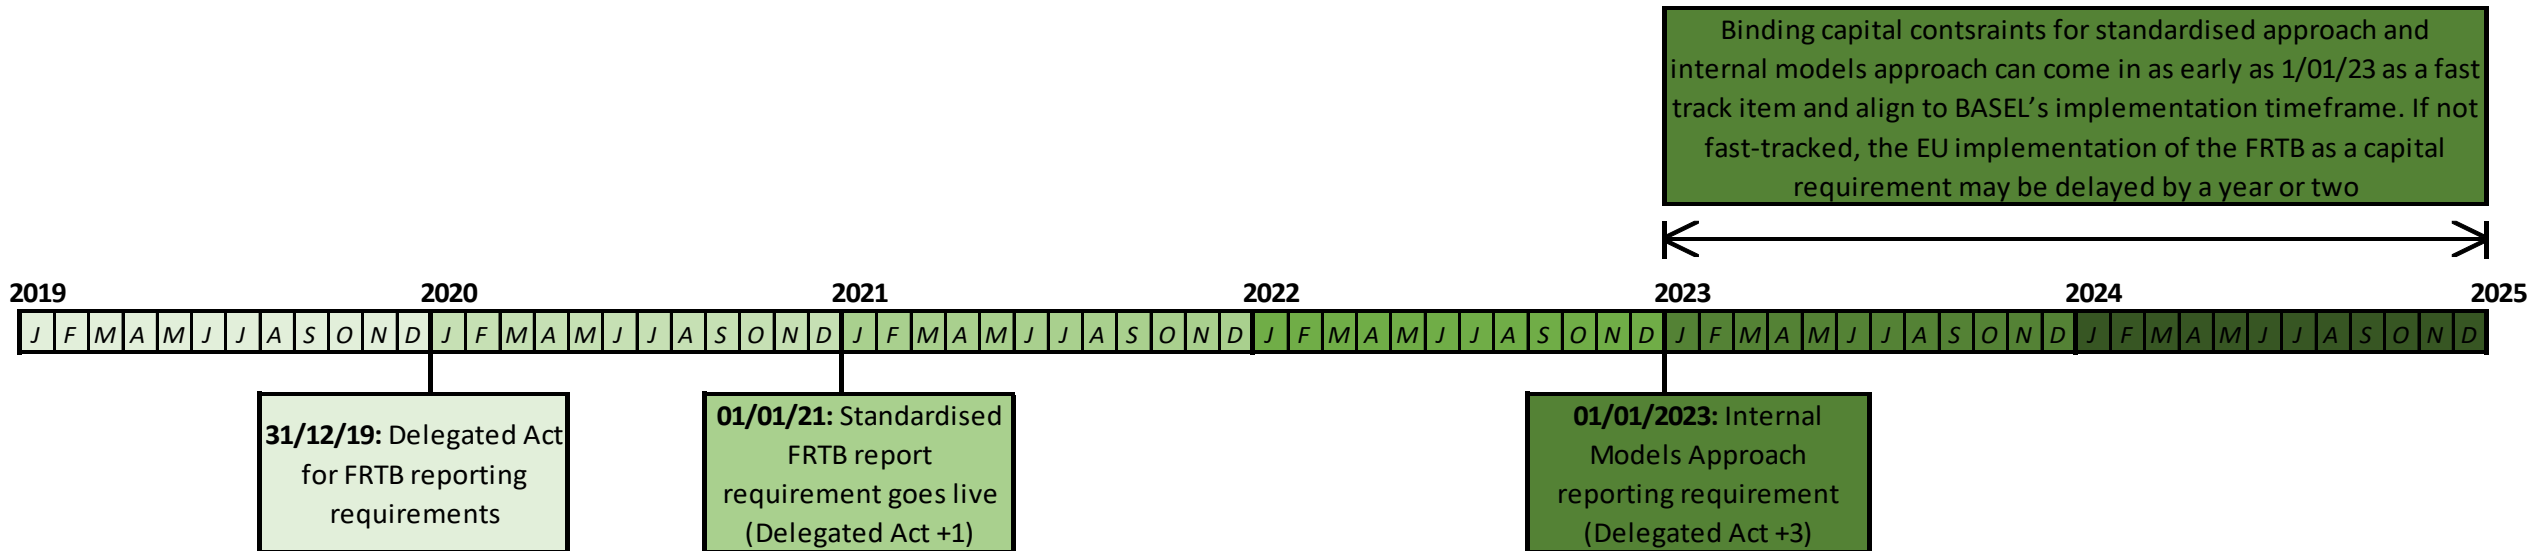 Binding capital contsraints for standardised approach and
internal models approach can come in as early as 1/01/23 as a fast
track item and align to BASEL’s implementation timeframe. If not
fast-tracked, the EU implementation of the FRTB as a capital
requirement may be delayed by a year or two
2019 2020 2021 2022 2023 2024 2025
J F M A M J J A S O N D J F M A M J J A S O N D J F M A M J J A S O N D J F M A M J J A S O N D J F M A M J J A S O N D J F M A M J J A S O N D
31/12/19: Delegated Act
for FRTB reporting
requirements
01/01/21: Standardised
FRTB report
requirement goes live
(Delegated Act +1)
01/01/2023: Internal
Models Approach
reporting requirement
(Delegated Act +3)